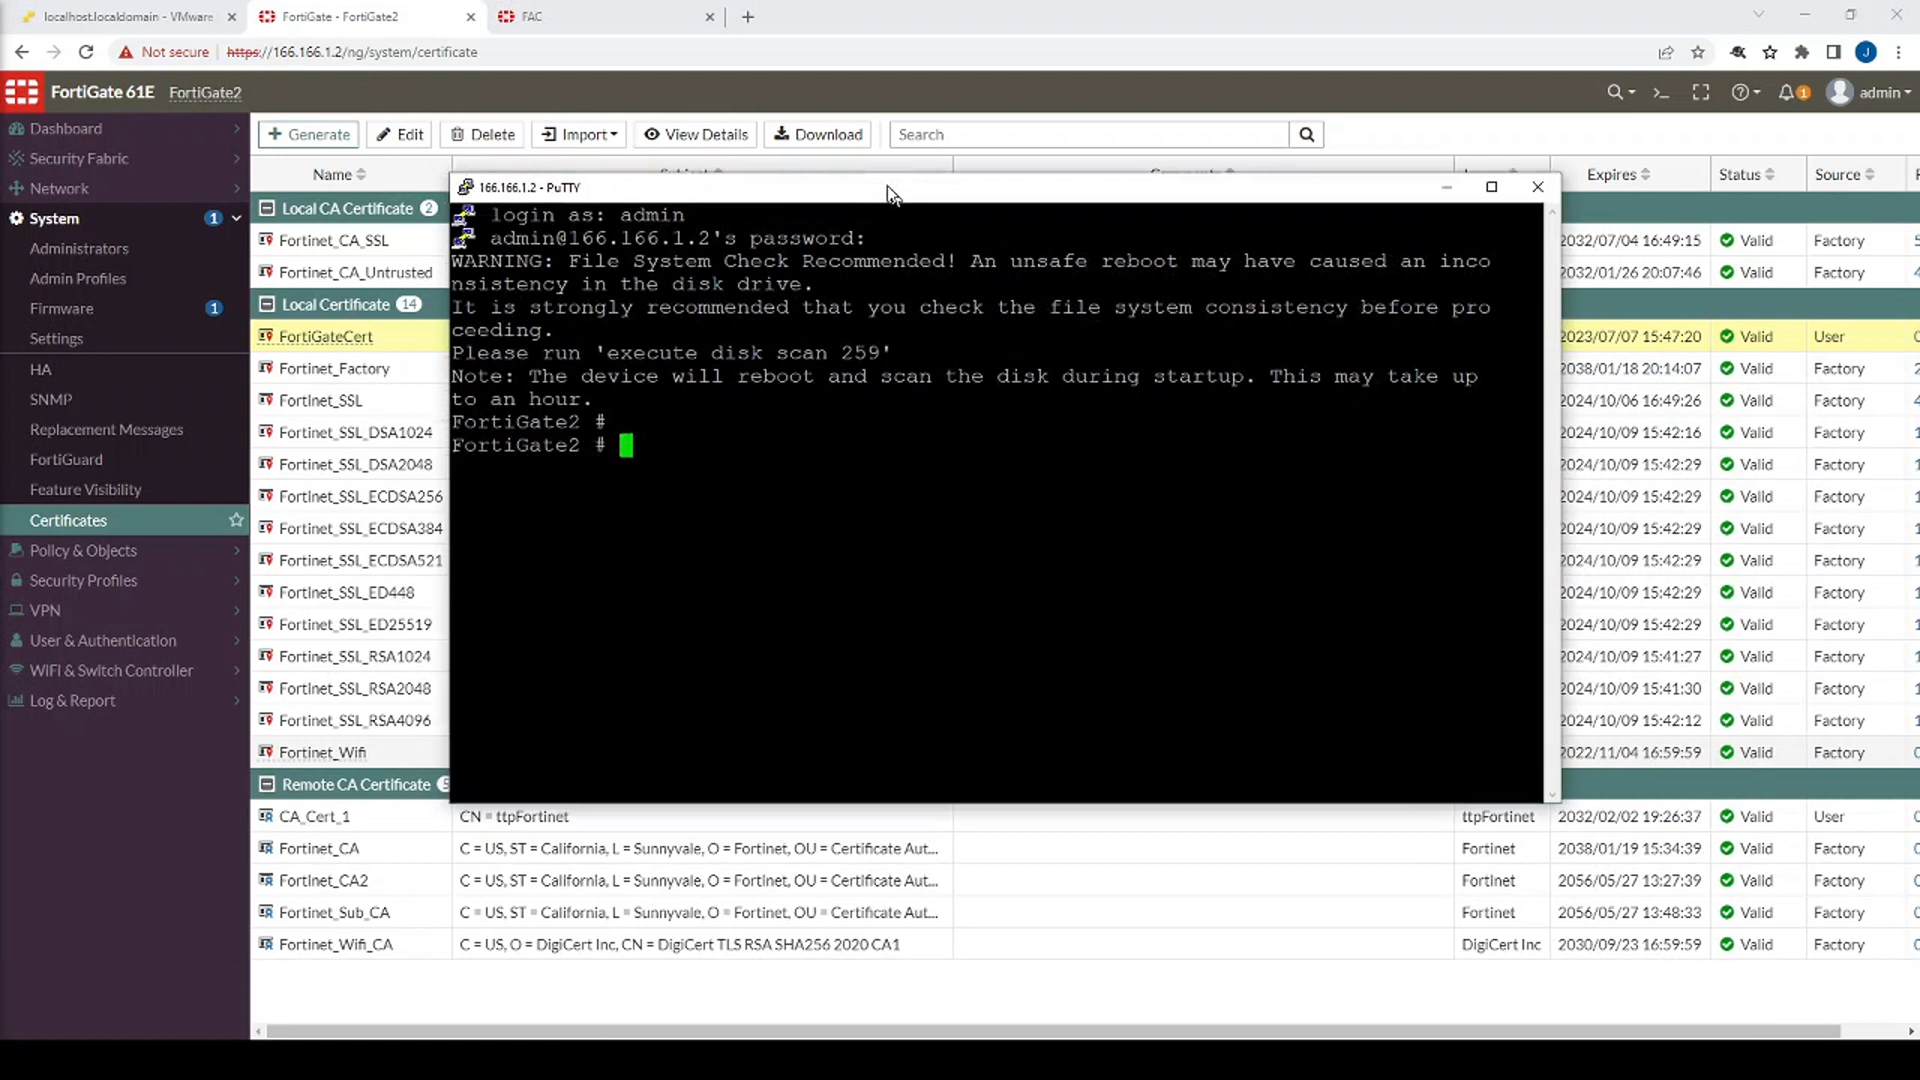 localhost.localdomain - VMware
FortiGate - FortiGate2
FAC
Not secure
https://166.166.1.2/ng/system/certificate
J
FortiGate 61E
FortiGate2
1
admin
Dashboard
Security Fabric
Network
System
1
Administrators
Admin Profiles
Firmware
1
Settings
HA
SNMP
Replacement Messages
FortiGuard
Feature Visibility
Certificates
Policy & Objects
Security Profiles
VPN
User & Authentication
WiFi & Switch Controller
Log & Report
Generate
Edit
Delete
Import
View Details
Download
Search
Name
Expires
Status
Source
Local CA Certificate 2
Fortinet_CA_SSL
2032/07/04 16:49:15 Valid Factory
Fortinet_CA_Untrusted
2032/01/26 20:07:46 Valid Factory
Local Certificate 14
FortiGateCert
2023/07/07 15:47:20 Valid User
Fortinet_Factory
2038/01/18 20:14:07 Valid Factory
Fortinet_SSL
2024/10/06 16:49:26 Valid Factory
Fortinet_SSL_DSA1024
2024/10/09 15:42:16 Valid Factory
Fortinet_SSL_DSA2048
2024/10/09 15:42:29 Valid Factory
Fortinet_SSL_ECDSA256
2024/10/09 15:42:29 Valid Factory
Fortinet_SSL_ECDSA384
2024/10/09 15:42:29 Valid Factory
Fortinet_SSL_ECDSA521
2024/10/09 15:42:29 Valid Factory
Fortinet_SSL_ED448
2024/10/09 15:42:29 Valid Factory
Fortinet_SSL_ED25519
2024/10/09 15:42:29 Valid Factory
Fortinet_SSL_RSA1024
2024/10/09 15:41:27 Valid Factory
Fortinet_SSL_RSA2048
2024/10/09 15:41:30 Valid Factory
Fortinet_SSL_RSA4096
2024/10/09 15:42:12 Valid Factory
Fortinet_Wifi
2022/11/04 16:59:59 Valid Factory
Remote CA Certificate
CA_Cert_1 CN = ttpFortinet ttpFortinet 2032/02/02 19:26:37 Valid User
Fortinet_CA C = US, ST = California, L = Sunnyvale, O = Fortinet, OU = Certificate Aut... Fortinet 2038/01/19 15:34:39 Valid Factory
Fortinet_CA2 C = US, ST = California, L = Sunnyvale, O = Fortinet, OU = Certificate Aut... Fortinet 2056/05/27 13:27:39 Valid Factory
Fortinet_Sub_CA C = US, ST = California, L = Sunnyvale, O = Fortinet, OU = Certificate Aut... Fortinet 2056/05/27 13:48:33 Valid Factory
Fortinet_Wifi_CA C = US, O = DigiCert Inc, CN = DigiCert TLS RSA SHA256 2020 CA1 DigiCert Inc 2030/09/23 16:59:59 Valid Factory
166.166.1.2 - PuTTY
login as: admin
admin@166.166.1.2's password:
WARNING: File System Check Recommended! An unsafe reboot may have caused an inco
nsistency in the disk drive.
It is strongly recommended that you check the file system consistency before pro
ceeding.
Please run 'execute disk scan 259'
Note: The device will reboot and scan the disk during startup. This may take up
to an hour.
FortiGate2 #
FortiGate2 #